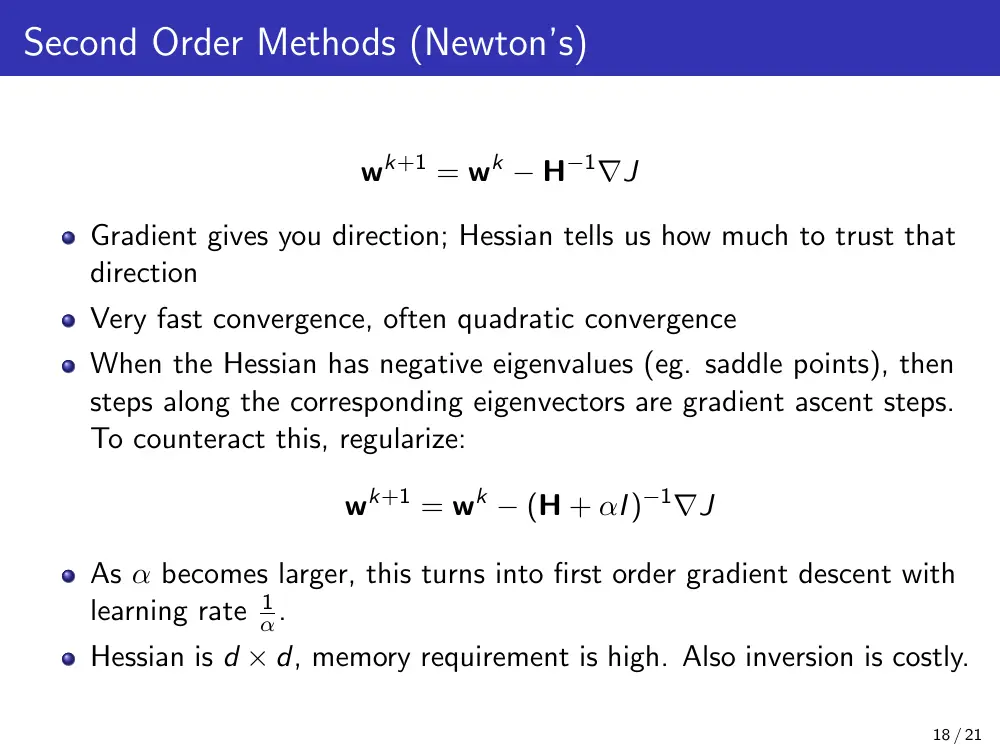 Second Order Methods (Newton's)
w^{k+1} = w^k − H^{−1}∇J
Gradient gives you direction; Hessian tells us how much to trust that
direction
Very fast convergence, often quadratic convergence
When the Hessian has negative eigenvalues (eg. saddle points), then
steps along the corresponding eigenvectors are gradient ascent steps.
To counteract this, regularize:
w^{k+1} = w^k − (H + αI)^{−1}∇J
As α becomes larger, this turns into first order gradient descent with
learning rate 1/α.
Hessian is d × d, memory requirement is high. Also inversion is costly.
18 / 21